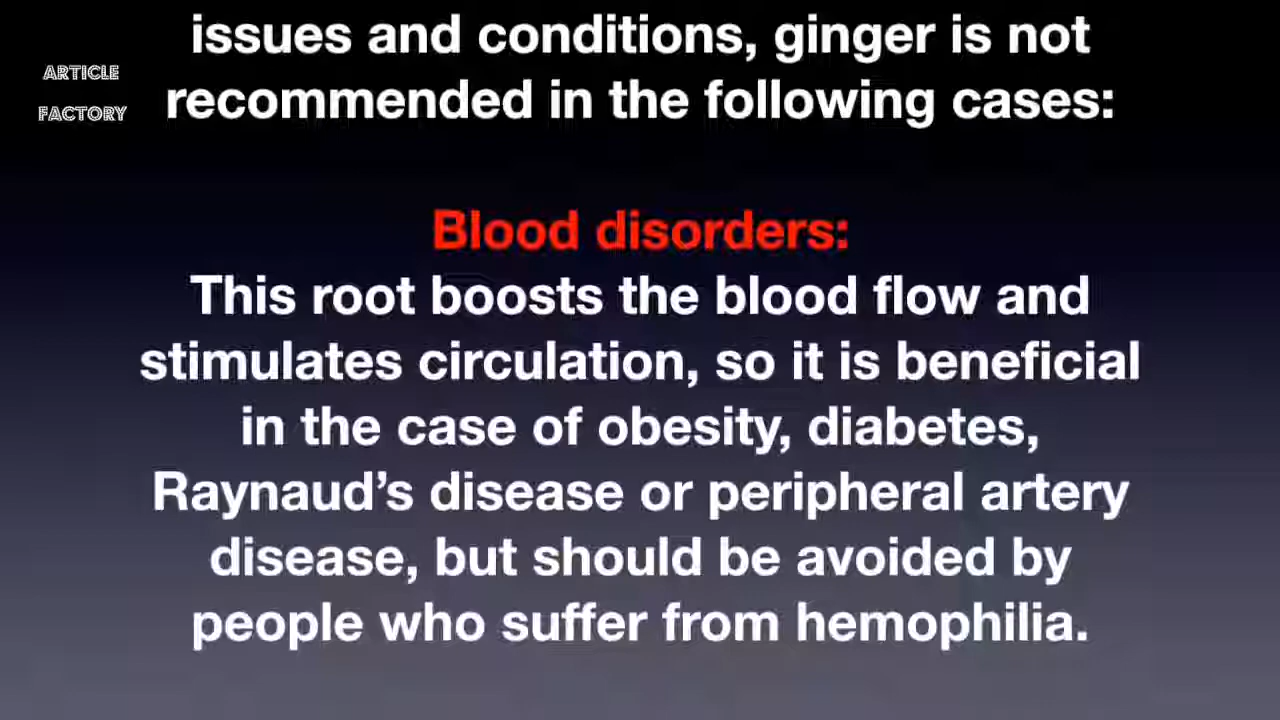 ARTICLE
FACTORY
issues and conditions, ginger is not
recommended in the following cases:
Blood disorders:
This root boosts the blood flow and
stimulates circulation, so it is beneficial
in the case of obesity, diabetes,
Raynaud’s disease or peripheral artery
disease, but should be avoided by
people who suffer from hemophilia.